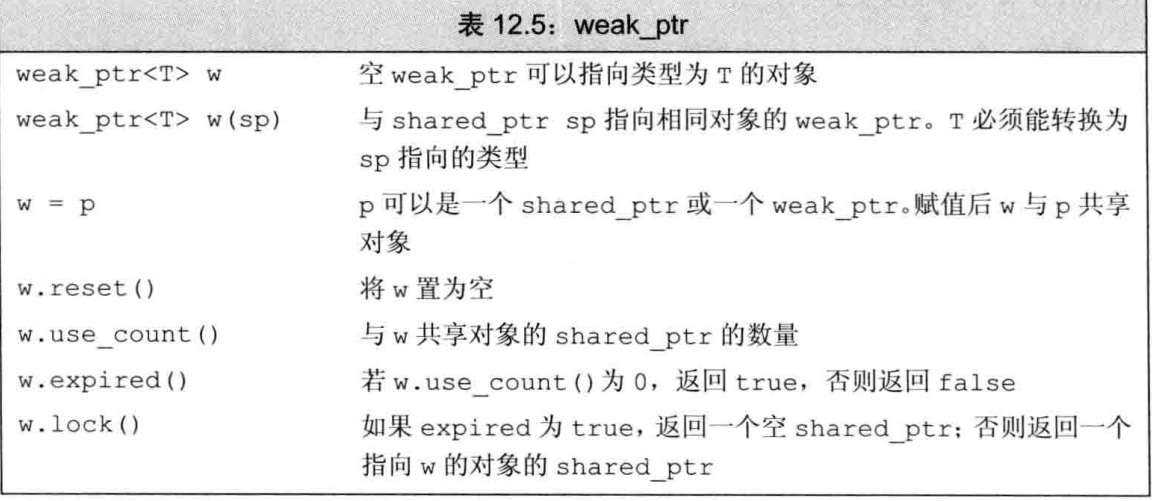 表 12.5：weak_ptr
weak_ptr<T> w 空 weak_ptr 可以指向类型为 T 的对象
weak_ptr<T> w(sp) 与 shared_ptr sp 指向相同对象的 weak_ptr。T 必须能转换为
sp 指向的类型
w = p p 可以是一个 shared_ptr 或一个 weak_ptr。赋值后 w 与 p 共享
对象
w.reset() 将 w 置为空
w.use_count() 与 w 共享对象的 shared_ptr 的数量
w.expired() 若 w.use_count()为 0，返回 true，否则返回 false
w.lock() 如果 expired 为 true，返回一个空 shared_ptr；否则返回一个
指向 w 的对象的 shared_ptr